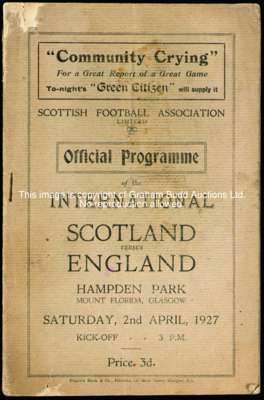 "Community Crying"
For a Great Report of a Great Game
To-night's "Green Citizen" will supply it
SCOTTISH FOOTBALL ASSOCIATION
LIMITED
Official Programme
of the
This image is copyright of Graham Budd Auctions Ltd
INTERNATIONAL
No reproduction allowed
SCOTLAND
VERSUS
ENGLAND
HAMPDEN PARK
MOUNT FLORIDA, GLASGOW
SATURDAY, 2nd APRIL, 1927
KICK-OFF - 3 P.M.
Price, 3d.